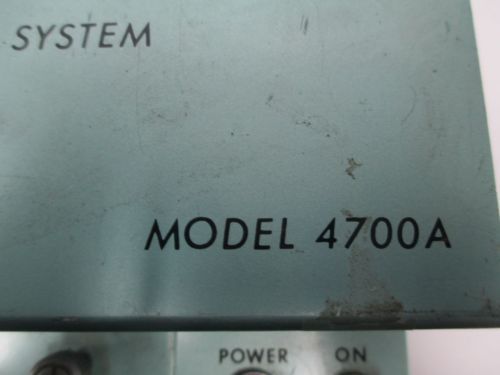 SYSTEM
MODEL 4700A
POWER ON